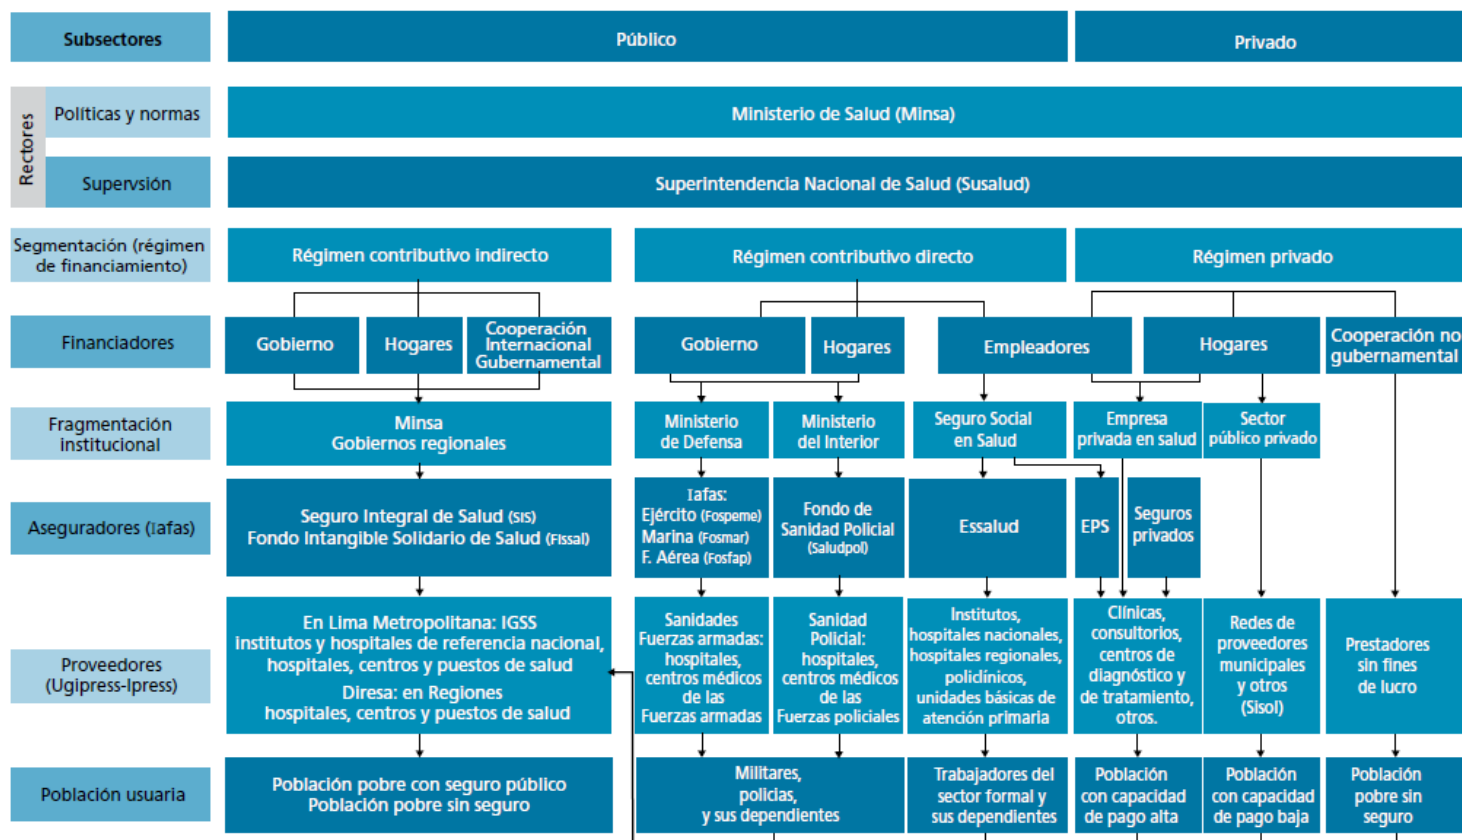 Subsectores
Público
Privado
Rectores
Políticas y normas
Ministerio de Salud (Minsa)
Supervsión
Superintendencia Nacional de Salud (Susalud)
Segmentación (régimen
de financiamiento)
Régimen contributivo indirecto
Régimen contributivo directo
Régimen privado
Financiadores
Gobierno
Hogares
Cooperación
Internacional
Gubernamental
Gobierno
Hogares
Empleadores
Hogares
Cooperación no
gubernamental
Fragmentación
institucional
Minsa
Gobiernos regionales
Ministerio
de Defensa
Ministerio
del Interior
Seguro Social
en Salud
Empresa
privada en salud
Sector
público privado
Aseguradores (Iafas)
Seguro Integral de Salud (SIS)
Fondo Intangible Solidario de Salud (Fissal)
Iafas:
Ejército (Fospeme)
Marina (Fosmar)
F. Aérea (Fosfap)
Fondo de
Sanidad Policial
(Saludpol)
Essalud
EPS
Seguros
privados
Proveedores
(Ugipress-Ipress)
En Lima Metropolitana: IGSS
institutos y hospitales de referencia nacional,
hospitales, centros y puestos de salud
Diresa: en Regiones
hospitales, centros y puestos de salud
Sanidades
Fuerzas armadas:
hospitales,
centros médicos
de las
Fuerzas armadas
Sanidad
Policial:
hospitales,
centros médicos
de las
Fuerzas policiales
Institutos,
hospitales nacionales,
hospitales regionales,
policlínicos,
unidades básicas de
atención primaria
Clínicas,
consultorios,
centros de
diagnóstico y
de tratamiento,
otros.
Redes de
proveedores
municipales
y otros
(Sisol)
Prestadores
sin fines
de lucro
Población usuaria
Población pobre con seguro público
Población pobre sin seguro
Militares,
policias,
y sus dependientes
Trabajadores del
sector formal y
sus dependientes
Población
con capacidad
de pago alta
Población
con capacidad
de pago baja
Población
pobre sin
seguro